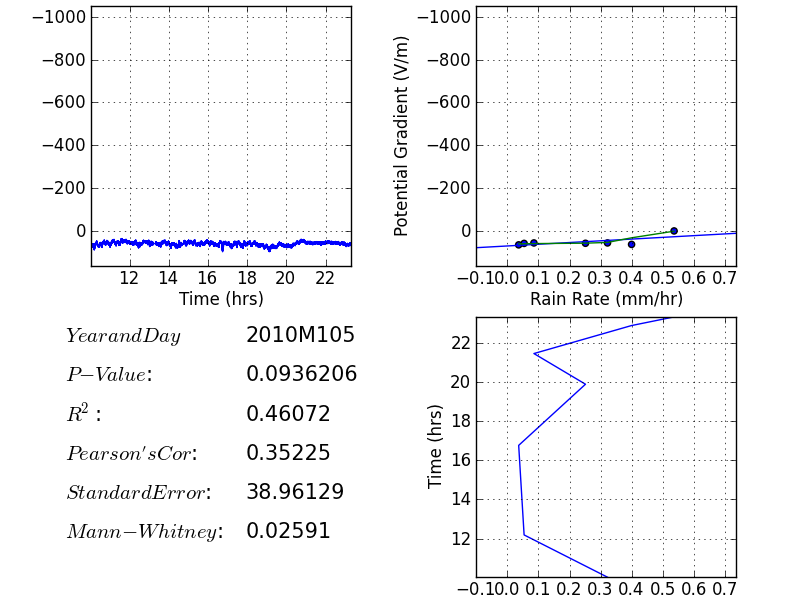 −1000
−800
−600
−400
−200
0
12 14 16 18 20 22
Time (hrs)
Potential Gradient (V/m)
−1000
−800
−600
−400
−200
0
−0.1 0.0 0.1 0.2 0.3 0.4 0.5 0.6 0.7
Rain Rate (mm/hr)
YearandDay 2010M105
P−Value: 0.0936206
R²: 0.46072
Pearson'sCor: 0.35225
StandardError: 38.96129
Mann−Whitney: 0.02591
Time (hrs)
22
20
18
16
14
12
−0.1 0.0 0.1 0.2 0.3 0.4 0.5 0.6 0.7